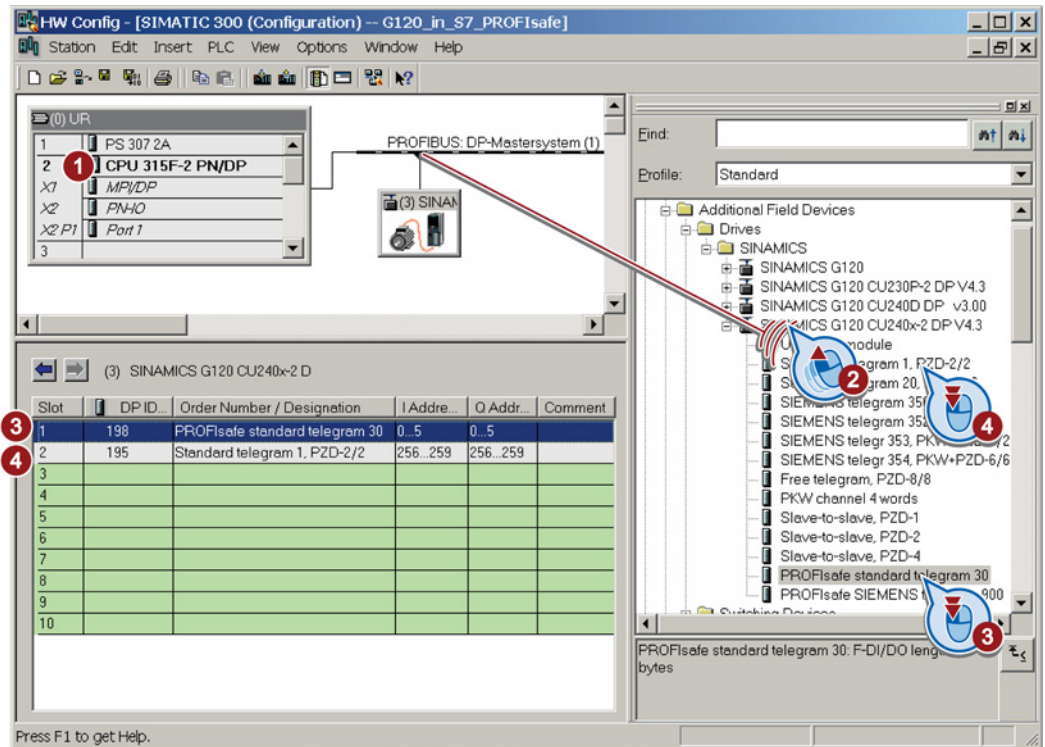 HW Config - [SIMATIC 300 (Configuration) -- G120_in_S7_PROFIsafe]
Station Edit Insert PLC View Options Window Help
(0) UR
1 PS 307 2A
2 CPU 315F-2 PN/DP
X1 MPI/DP
X2 PN-IO
X2 P1 Port 1
3
1
PROFIBUS: DP-Mastersystem (1)
(3) SINAM
Find:
Profile: Standard
Additional Field Devices
Drives
SINAMICS
SINAMICS G120
SINAMICS G120 CU230P-2 DP V4.3
SINAMICS G120 CU240D DP v3.00
SINAMICS G120 CU240x-2 DP V4.3
module
telegram 1, PZD-2/2
telegram 20,
SIEMENS telegram 350
SIEMENS telegram 352
SIEMENS telegr 353,
SIEMENS telegr 354, PKW+PZD-6/6
Free telegram, PZD-8/8
PKW channel 4 words
Slave-to-slave, PZD-1
Slave-to-slave, PZD-2
Slave-to-slave, PZD-4
PROFIsafe standard telegram 30
PROFIsafe SIEMENS 900
Switching Devices
2
4
3
PROFIsafe standard telegram 30: F-DI/DO
bytes
(3) SINAMICS G120 CU240x-2 D
Slot DP ID... Order Number / Designation I Addre... Q Addr... Comment
3
1 198 PROFIsafe standard telegram 30 0...5 0...5
4
2 195 Standard telegram 1, PZD-2/2 256...259 256...259
3
4
5
6
7
8
9
10
Press F1 to get Help.